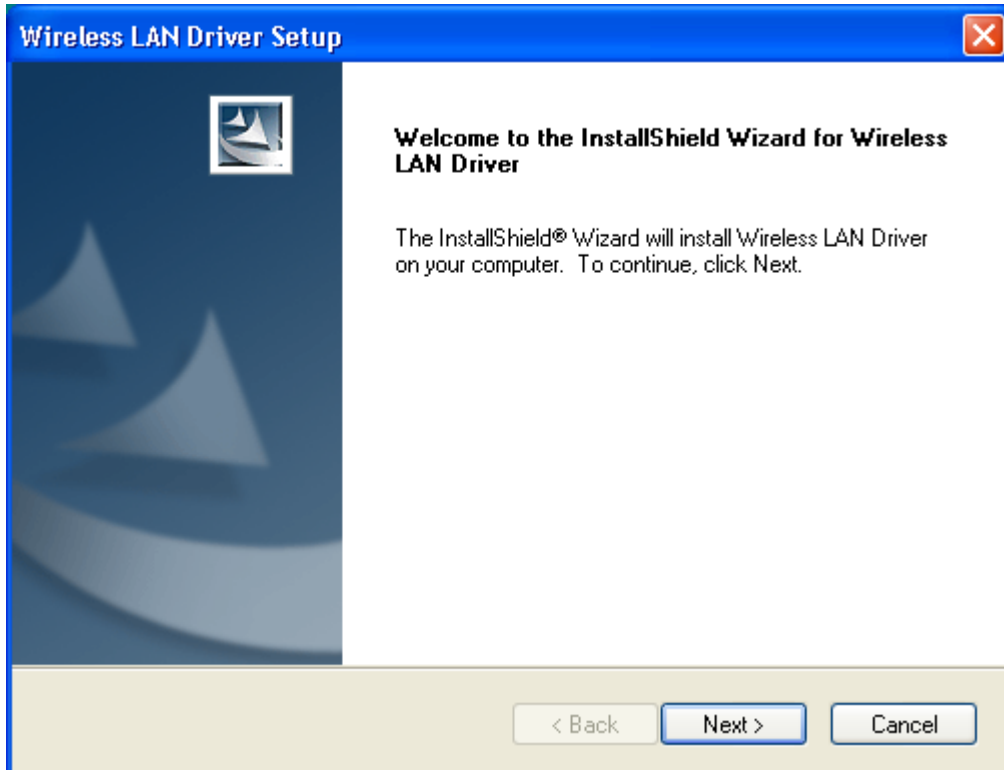 Wireless LAN Driver Setup
Welcome to the InstallShield Wizard for Wireless
LAN Driver
The InstallShield® Wizard will install Wireless LAN Driver
on your computer.  To continue, click Next.
< Back
Next >
Cancel